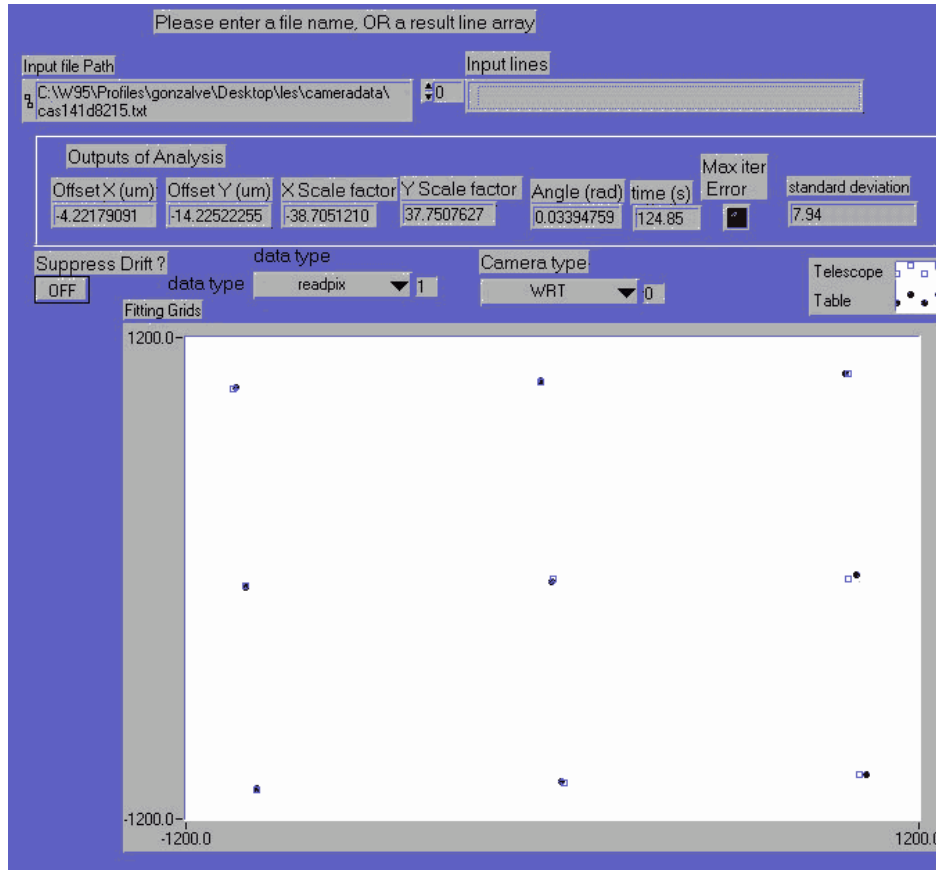 Please enter a file name, OR a result line array
Input file Path
Input lines
C:\W95\Profiles\gonzalve\Desktop\les\cameradata\
cas141d8215.txt
0
Outputs of Analysis
Max iter
Error
Offset X (um)
Offset Y (um)
X Scale factor
Y Scale factor
Angle (rad)
time (s)
standard deviation
-4.22179091
-14.22522255
-38.7051210
37.7507627
0.03394759
124.85
7.94
Suppress Drift ?
OFF
data type
data type
readpix
1
Camera type
WRT
0
Telescope
Table
Fitting Grids
1200.0
-1200.0
-1200.0
1200.0